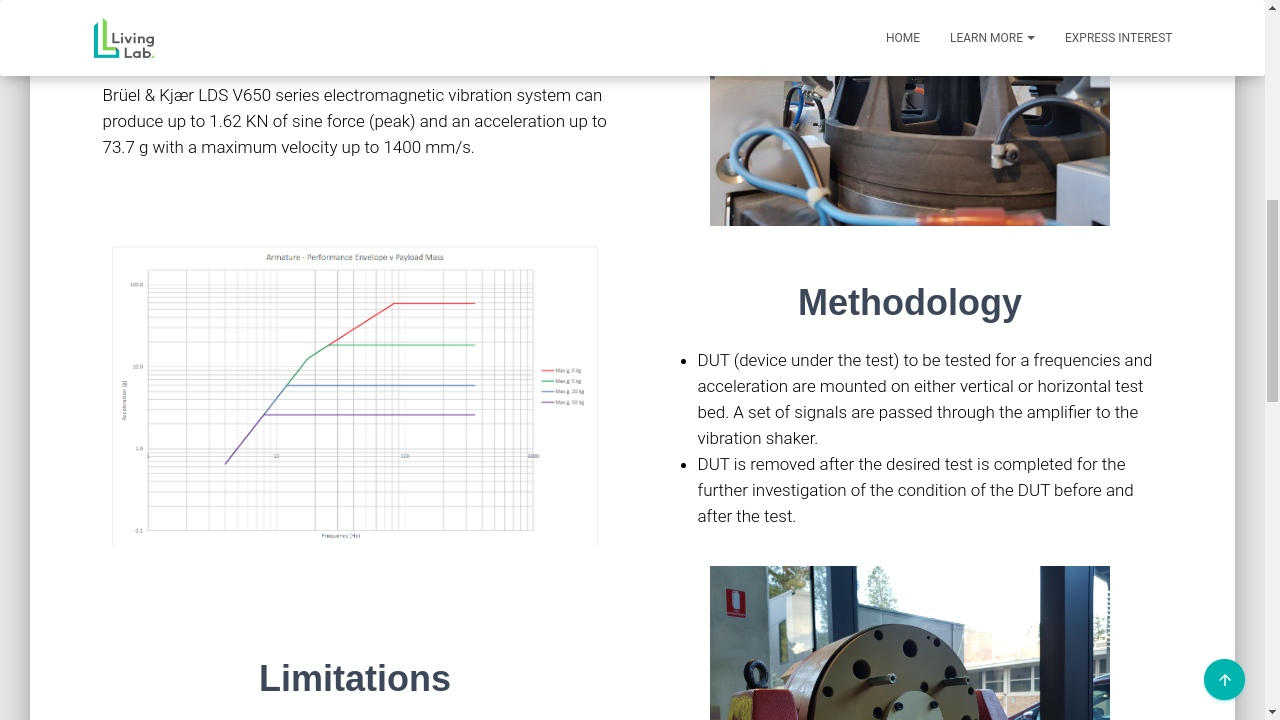 Living
Lab.
HOME
LEARN MORE
EXPRESS INTEREST
Brüel & Kjær LDS V650 series electromagnetic vibration system can
produce up to 1.62 KN of sine force (peak) and an acceleration up to
73.7 g with a maximum velocity up to 1400 mm/s.
Armature - Performance Envelope v Payload Mass
100.0
10.0
1.0
0.1
Acceleration [g]
1
10
100
1000
Frequency [Hz]
Max g, 0 kg
Max g, 5 kg
Max g, 20 kg
Max g, 50 kg
Methodology
DUT (device under the test) to be tested for a frequencies and
acceleration are mounted on either vertical or horizontal test
bed. A set of signals are passed through the amplifier to the
vibration shaker.
DUT is removed after the desired test is completed for the
further investigation of the condition of the DUT before and
after the test.
Limitations